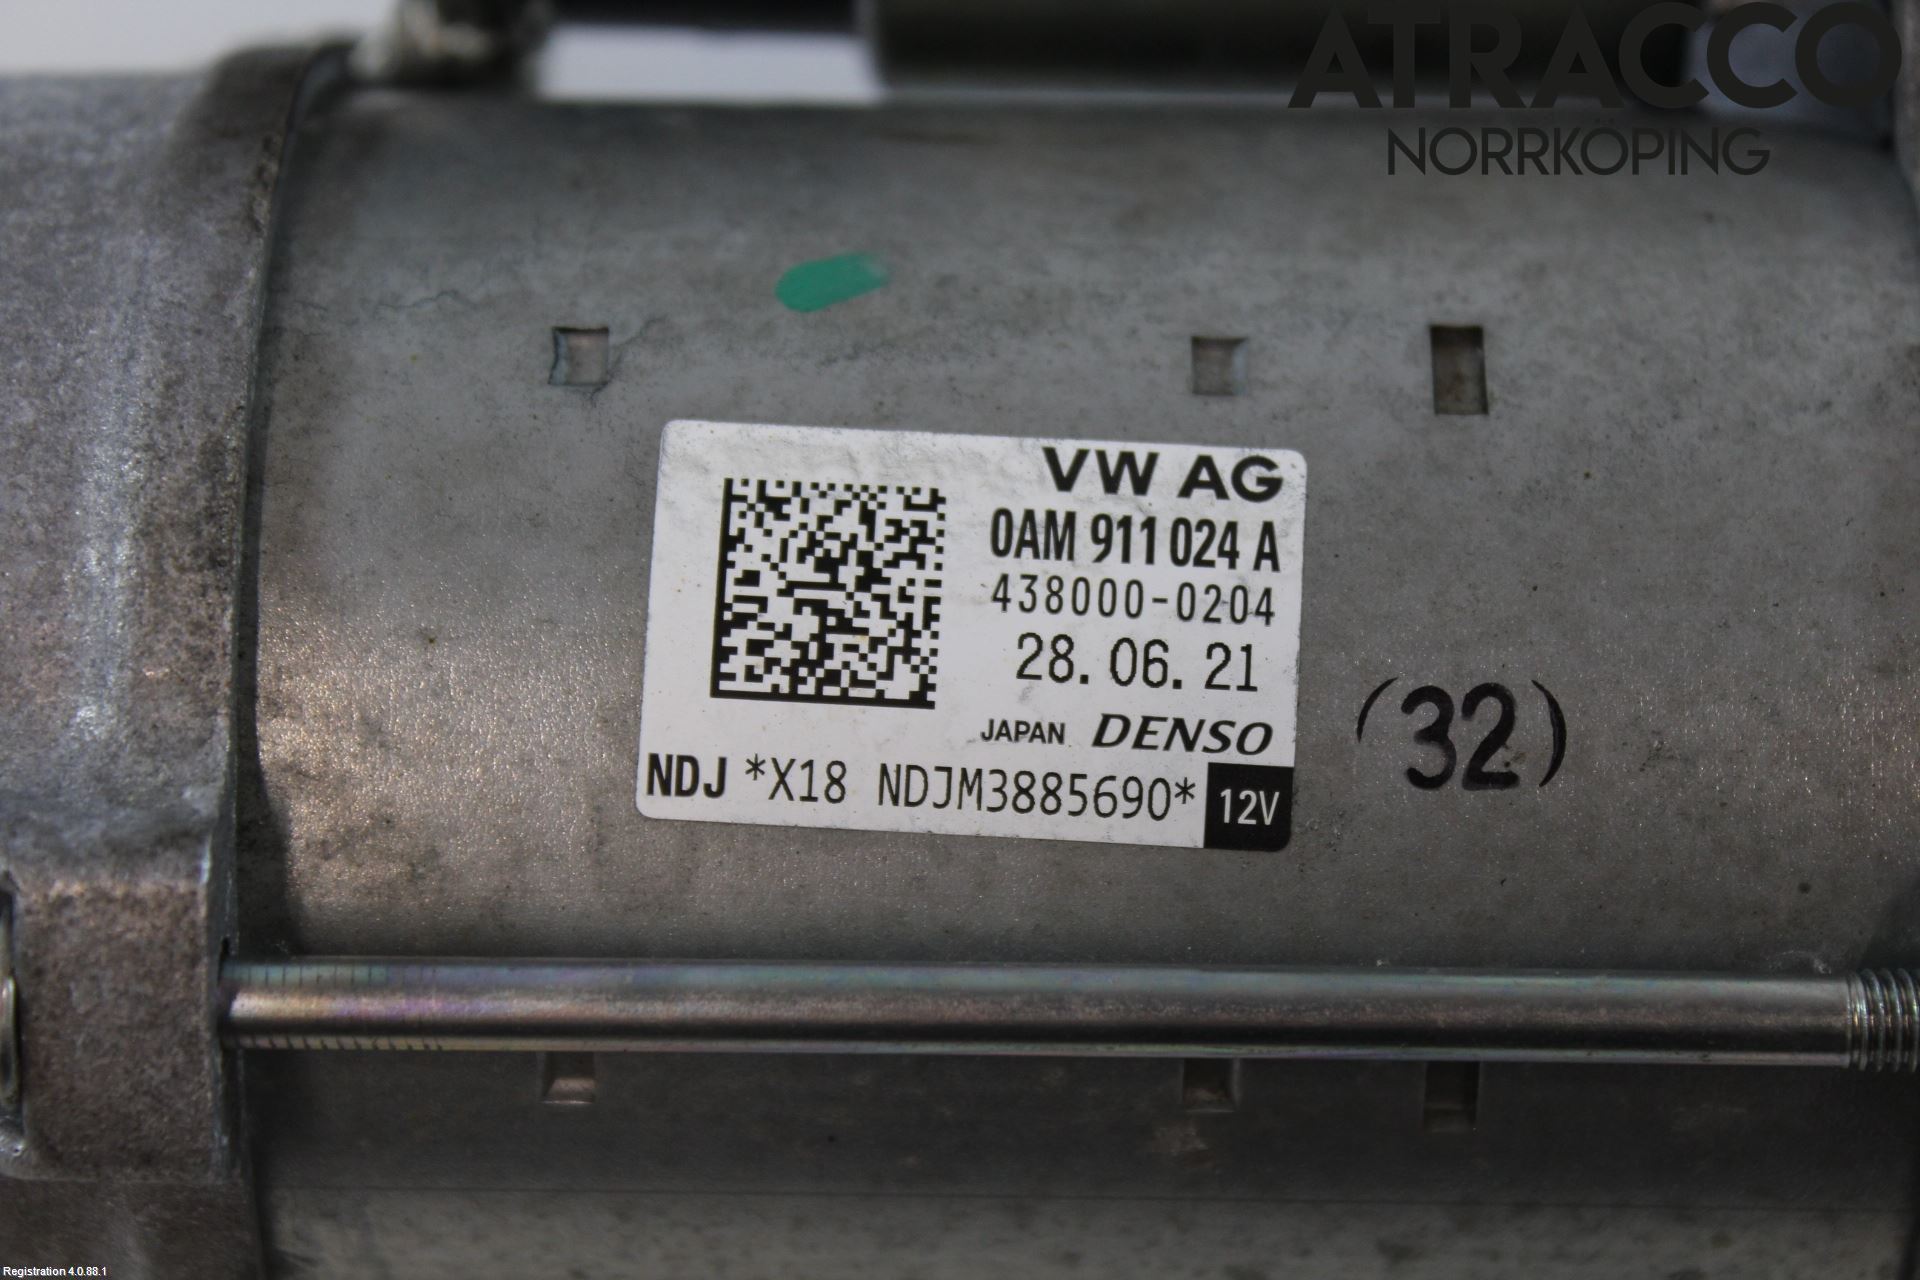 ATRACCO
NORRKÖPING
VW AG
0AM 911 024 A
438000-0204
28.06.21
JAPAN DENSO
NDJ *X18 NDJM3885690* 12V
(32)
Registration 4.0.88.1